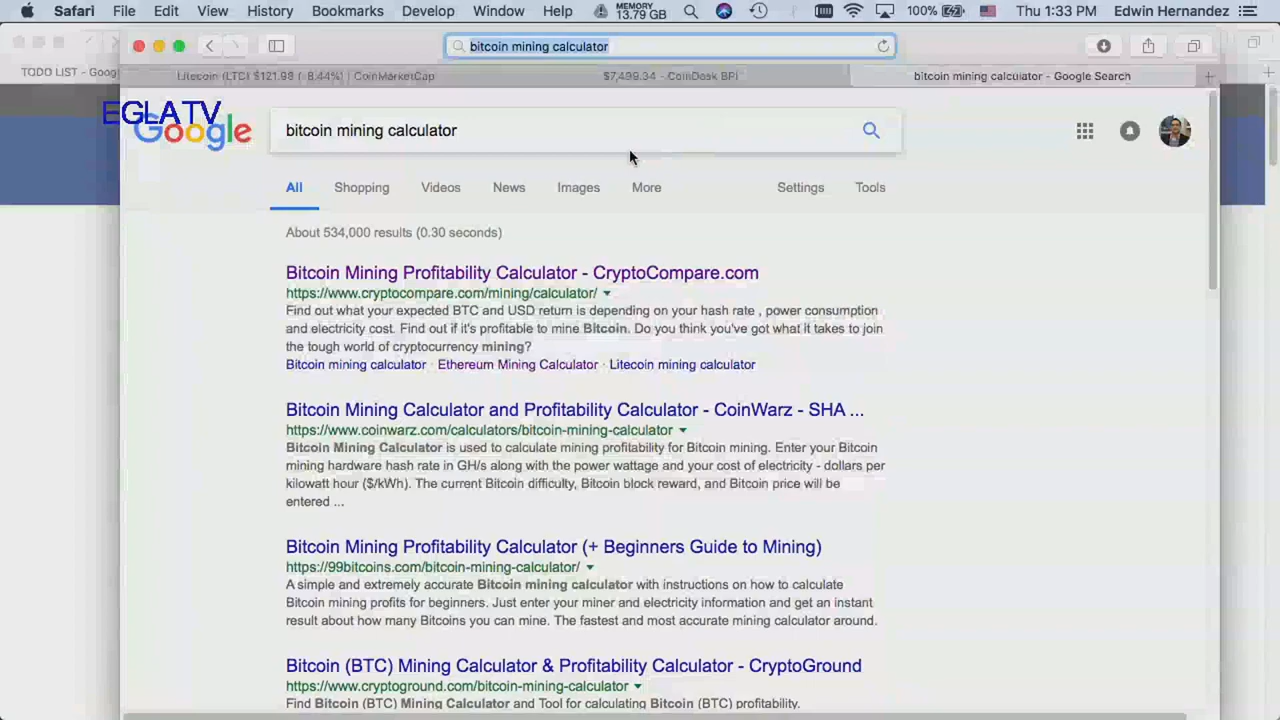 Safari File Edit View History Bookmarks Develop Window Help MEMORY 13.79 GB 100% Thu 1:33 PM Edwin Hernandez
bitcoin mining calculator
TODO LIST - Goog
Litecoin (LTC) $121.98 (-8.44%) | CoinMarketCap
$7,499.34 - CoinDesk BPI
bitcoin mining calculator - Google Search
EGLATV
Google
bitcoin mining calculator
All Shopping Videos News Images More Settings Tools
About 534,000 results (0.30 seconds)
Bitcoin Mining Profitability Calculator - CryptoCompare.com
https://www.cryptocompare.com/mining/calculator/
Find out what your expected BTC and USD return is depending on your hash rate , power consumption
and electricity cost. Find out if it's profitable to mine Bitcoin. Do you think you've got what it takes to join
the tough world of cryptocurrency mining?
Bitcoin mining calculator · Ethereum Mining Calculator · Litecoin mining calculator
Bitcoin Mining Calculator and Profitability Calculator - CoinWarz - SHA ...
https://www.coinwarz.com/calculators/bitcoin-mining-calculator
Bitcoin Mining Calculator is used to calculate mining profitability for Bitcoin mining. Enter your Bitcoin
mining hardware hash rate in GH/s along with the power wattage and your cost of electricity - dollars per
kilowatt hour ($/kWh). The current Bitcoin difficulty, Bitcoin block reward, and Bitcoin price will be
entered ...
Bitcoin Mining Profitability Calculator (+ Beginners Guide to Mining)
https://99bitcoins.com/bitcoin-mining-calculator/
A simple and extremely accurate Bitcoin mining calculator with instructions on how to calculate
Bitcoin mining profits for beginners. Just enter your miner and electricity information and get an instant
result about how many Bitcoins you can mine. The fastest and most accurate mining calculator around.
Bitcoin (BTC) Mining Calculator & Profitability Calculator - CryptoGround
https://www.cryptoground.com/bitcoin-mining-calculator
Find Bitcoin (BTC) Mining Calculator and Tool for calculating Bitcoin (BTC) profitability.